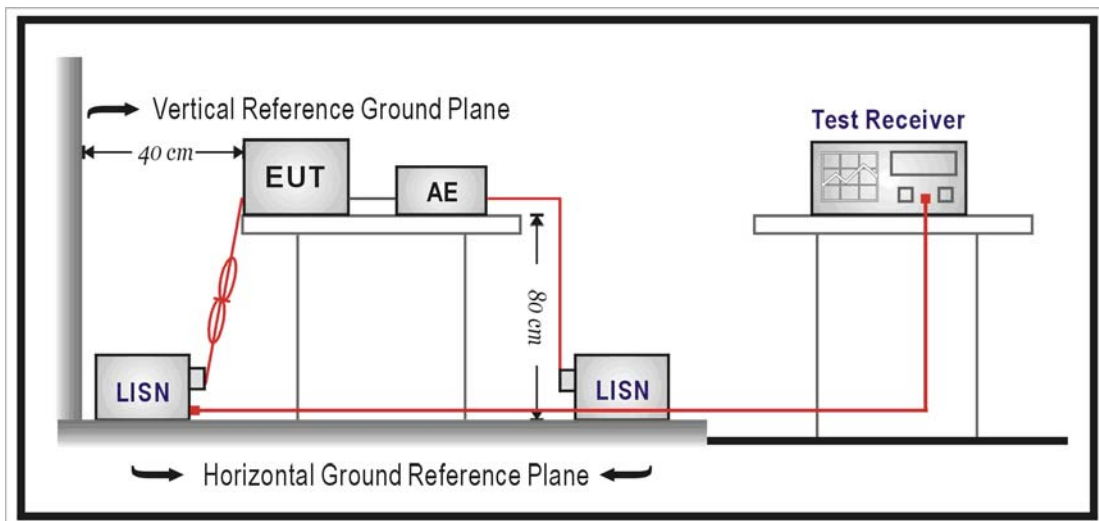 Vertical Reference Ground Plane
Test Receiver
40 cm
EUT
AE
80 cm
LISN
LISN
Horizontal Ground Reference Plane